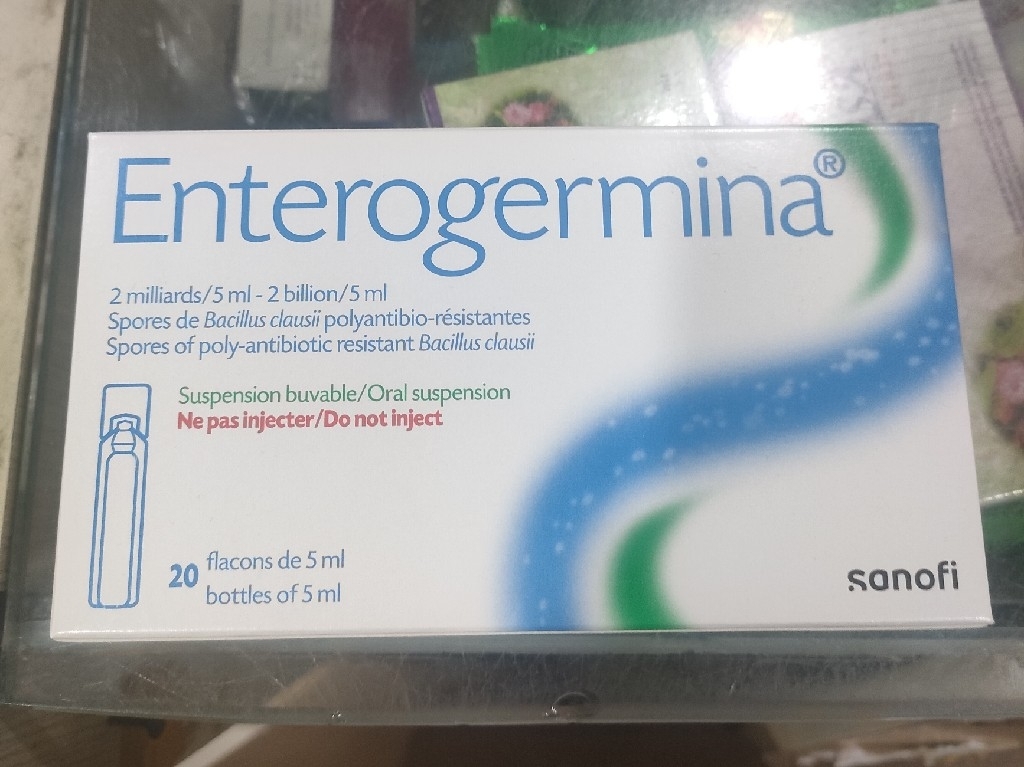 Enterogermina®
2 milliards/5 ml - 2 billion/5 ml
Spores de Bacillus clausii polyantibio-résistantes
Spores of poly-antibiotic resistant Bacillus clausii
Suspension buvable/Oral suspension
Ne pas injecter/Do not inject
20 flacons de 5 ml
bottles of 5 ml
sanofi